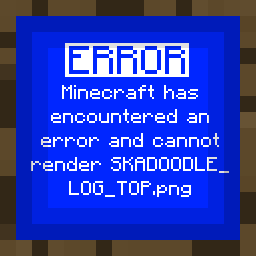 ERROR
Minecraft has
encountered an
error and cannot
render SKADOODLE_
LOG_TOP.png